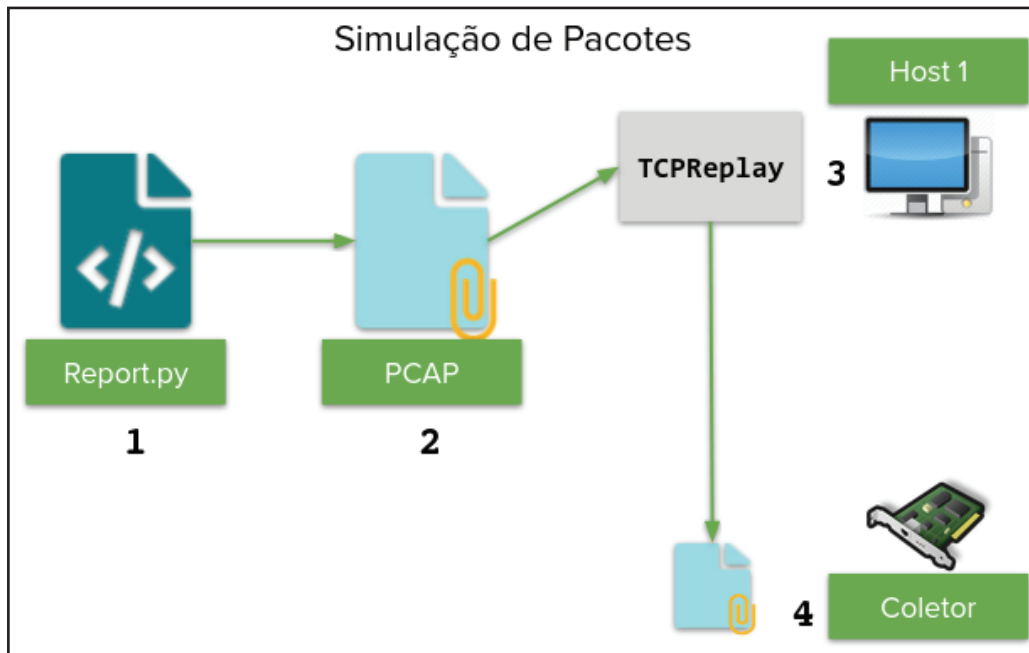 Simulação de Pacotes
Host 1
TCPReplay
3
Report.py
PCAP
1
2
4
Coletor